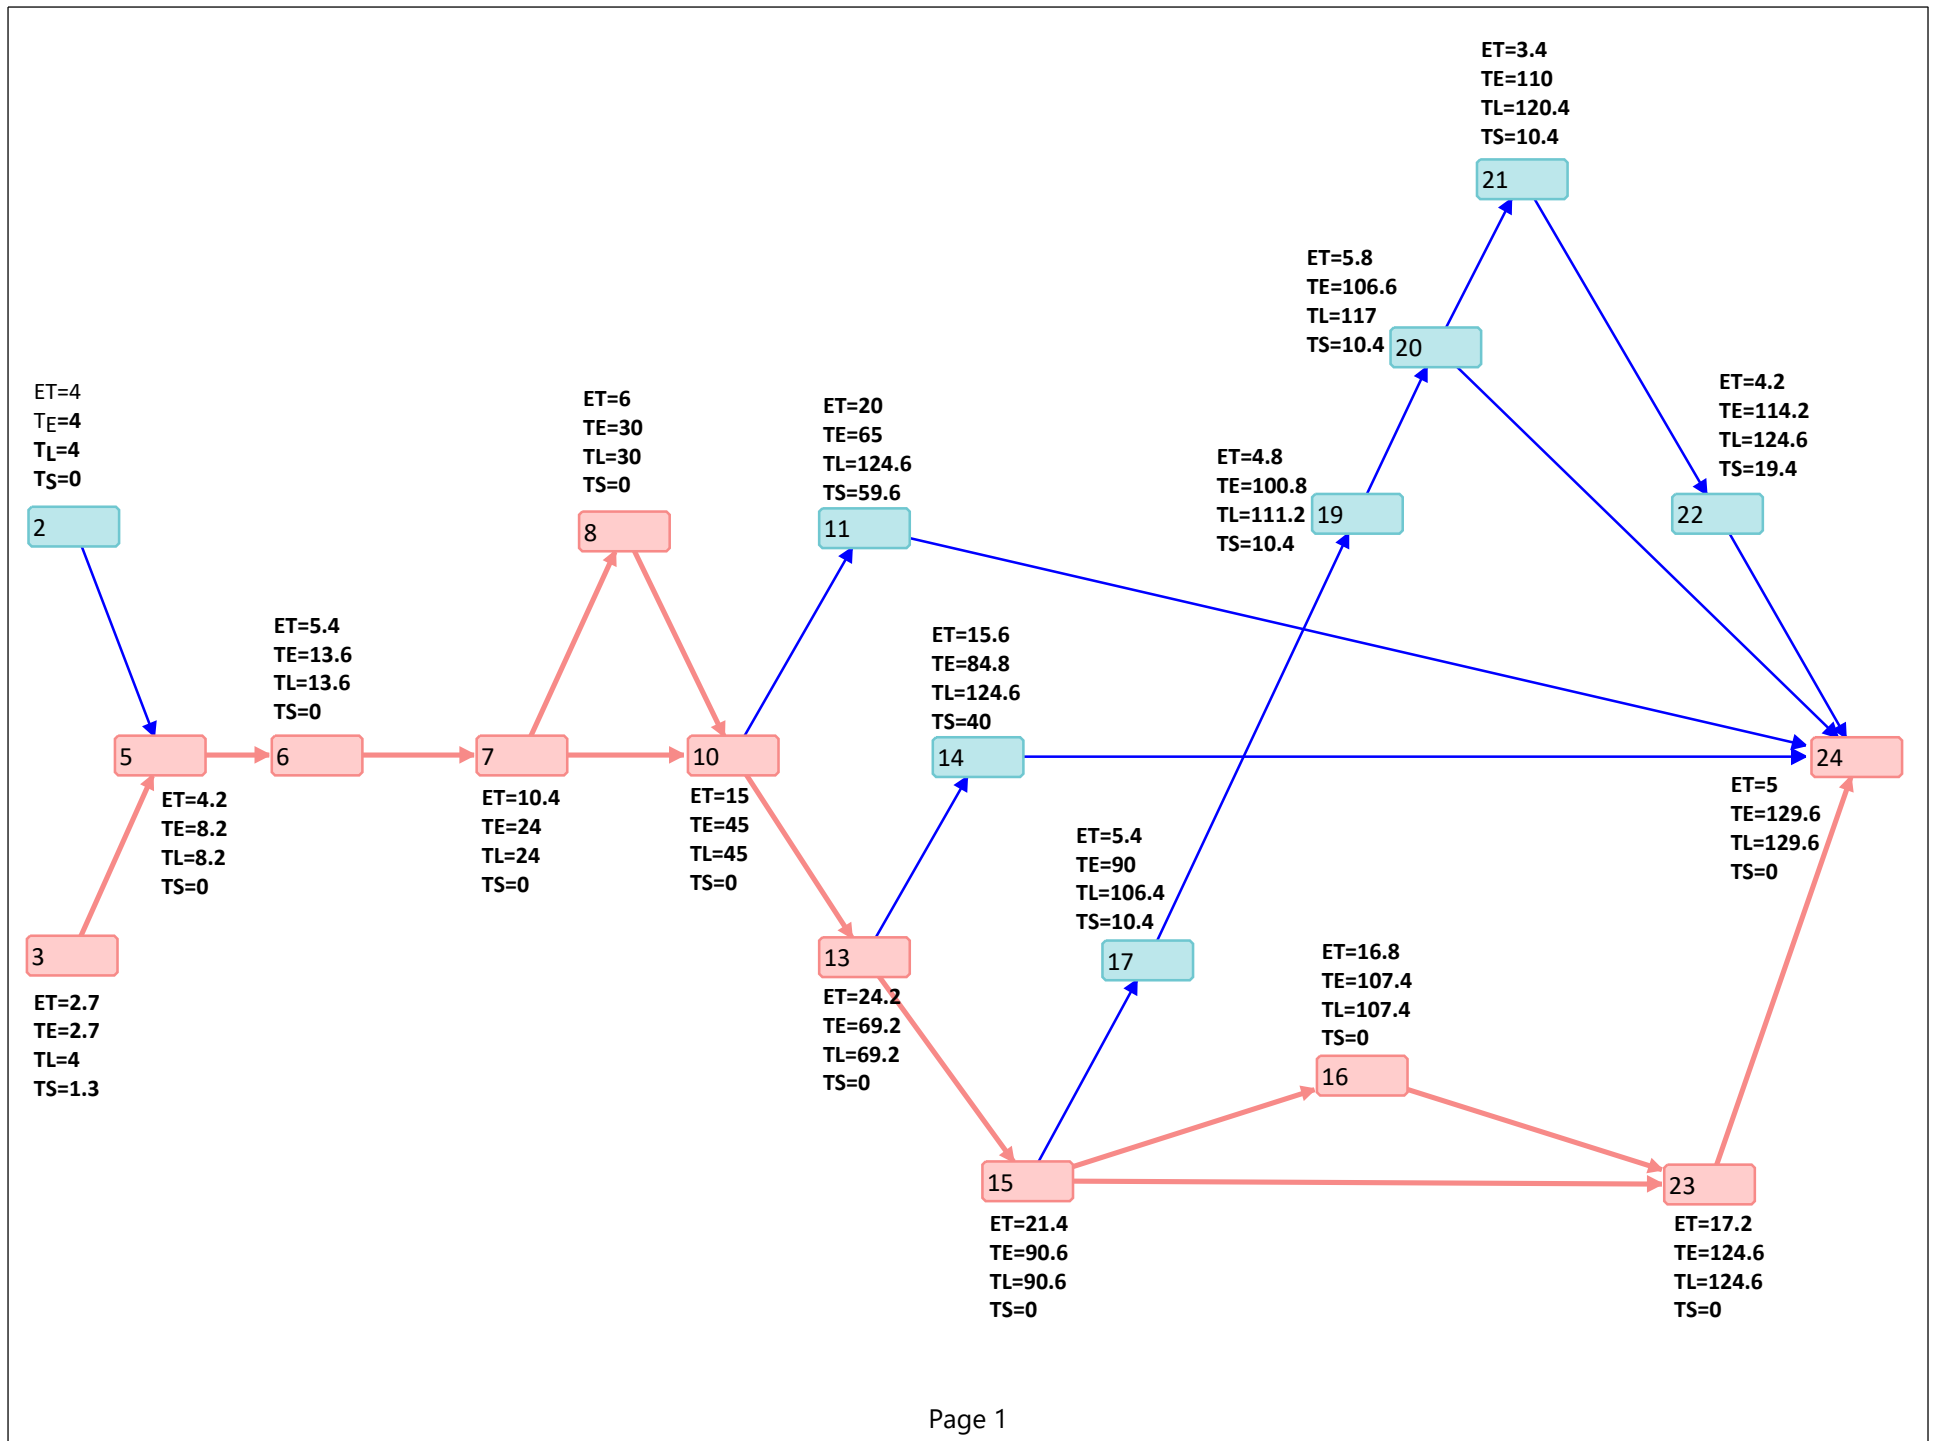 ET=3.4
TE=110
TL=120.4
TS=10.4
21
ET=5.8
TE=106.6
TL=117
TS=10.4
20
ET=4
TE=4
TL=4
TS=0
2
ET=6
TE=30
TL=30
TS=0
8
ET=20
TE=65
TL=124.6
TS=59.6
11
ET=4.8
TE=100.8
TL=111.2
TS=10.4
19
ET=4.2
TE=114.2
TL=124.6
TS=19.4
22
ET=5.4
TE=13.6
TL=13.6
TS=0
ET=15.6
TE=84.8
TL=124.6
TS=40
5
6
7
10
14
24
ET=4.2
TE=8.2
TL=8.2
TS=0
ET=10.4
TE=24
TL=24
TS=0
ET=15
TE=45
TL=45
TS=0
ET=5
TE=129.6
TL=129.6
TS=0
ET=5.4
TE=90
TL=106.4
TS=10.4
3
13
17
ET=2.7
TE=2.7
TL=4
TS=1.3
ET=24.2
TE=69.2
TL=69.2
TS=0
ET=16.8
TE=107.4
TL=107.4
TS=0
16
15
23
ET=21.4
TE=90.6
TL=90.6
TS=0
ET=17.2
TE=124.6
TL=124.6
TS=0
Page 1